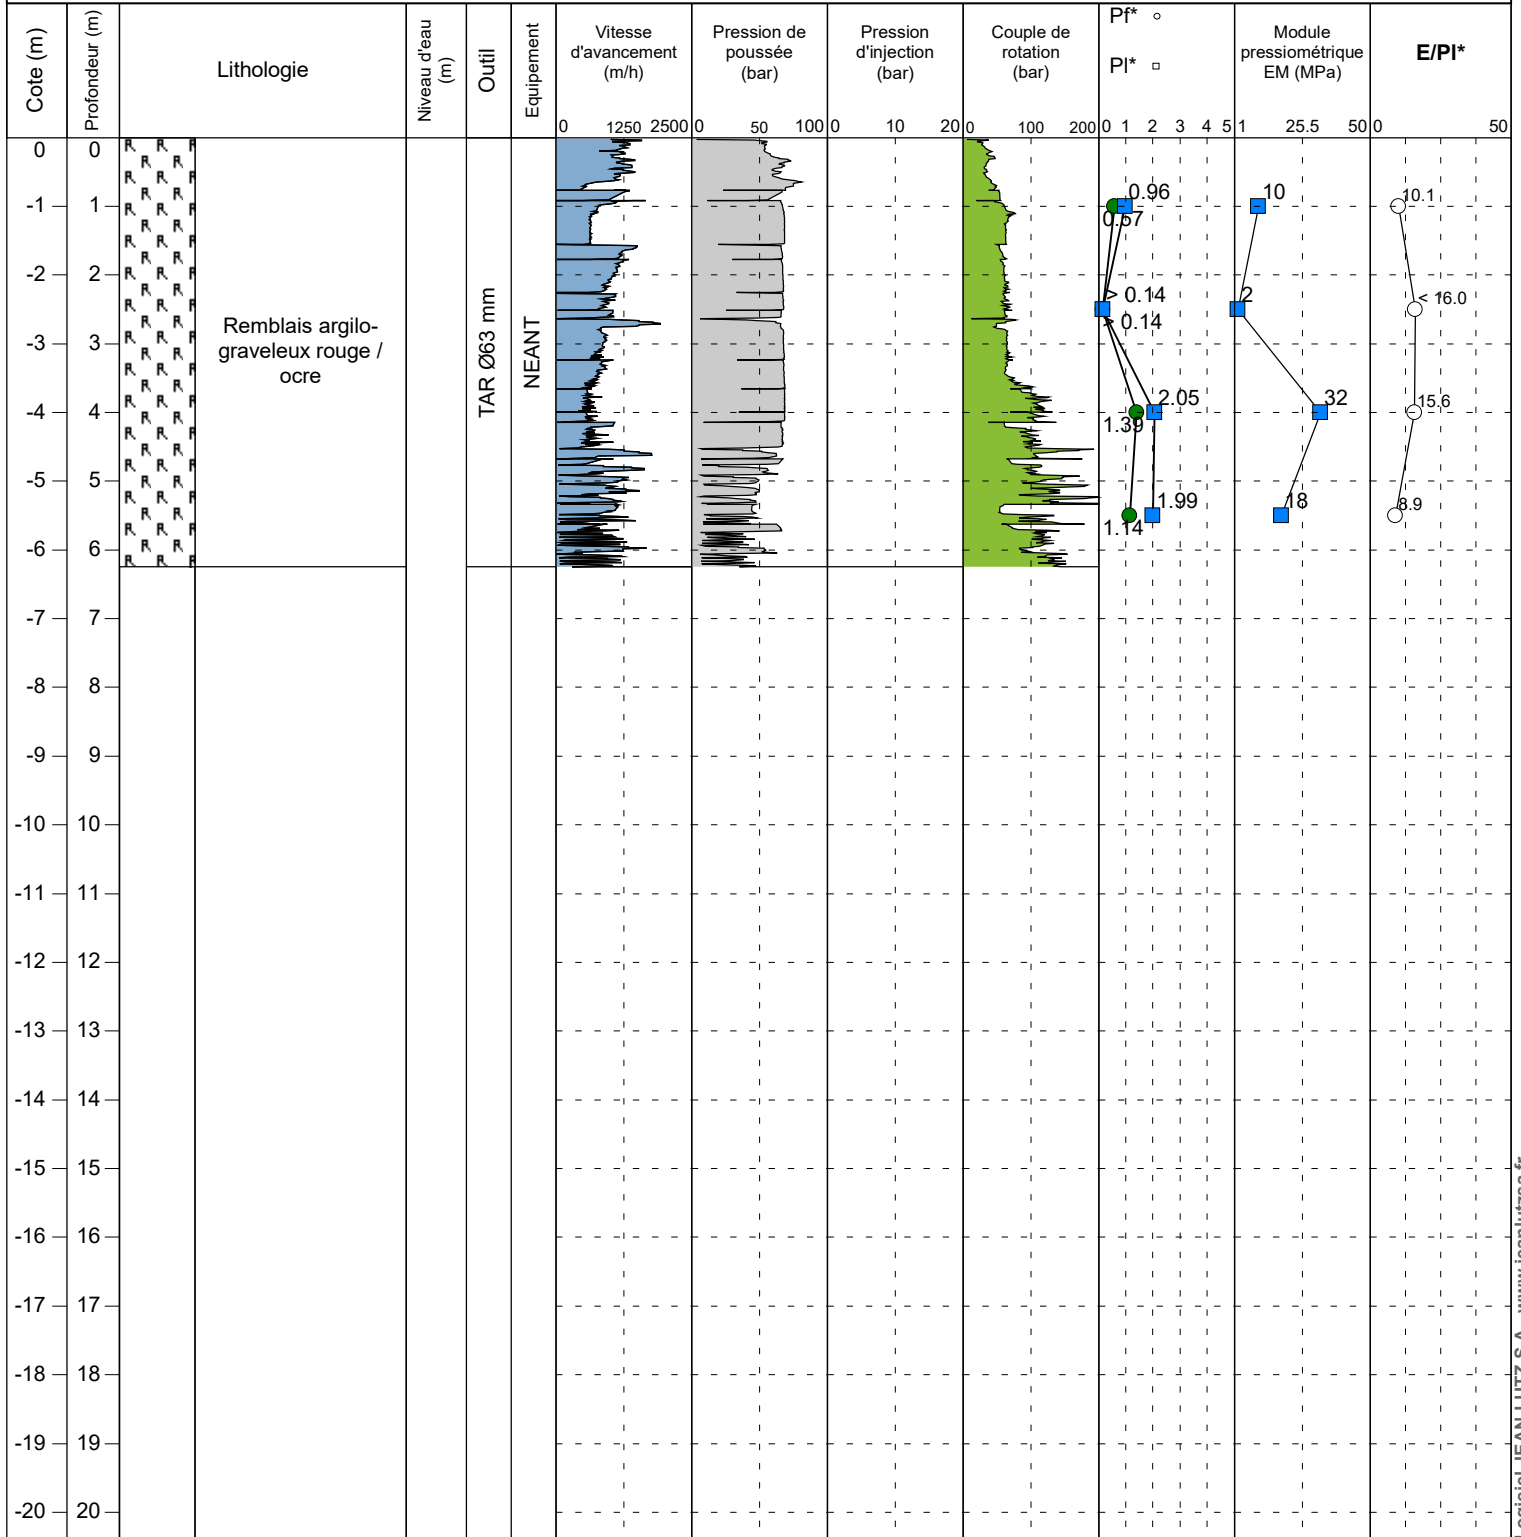 Cote (m)
Profondeur (m)
Lithologie
Niveau d'eau
(m)
Outil
Equipement
Vitesse
d'avancement
(m/h)
Pression de
poussée
(bar)
Pression
d'injection
(bar)
Couple de
rotation
(bar)
Pf*
Pl*
Module
pressiométrique
EM (MPa)
E/Pl*
0 1250 2500
0 50 100
0 10 20
0 100 200
0 1 2 3 4 5
1 25.5 50
0 50
0 0
-1 1
0.96
0.57
10
10.1
-2 2
> 0.14
> 0.14
2
< 16.0
Remblais argilo-
graveleux rouge /
ocre
TAR Ø63 mm
NEANT
-3 3
-4 4
2.05
1.39
32
15.6
-5 5
1.99
1.14
18
8.9
-6 6
-7 7
-8 8
-9 9
-10 10
-11 11
-12 12
-13 13
-14 14
-15 15
-16 16
-17 17
-18 18
-19 19
-20 20